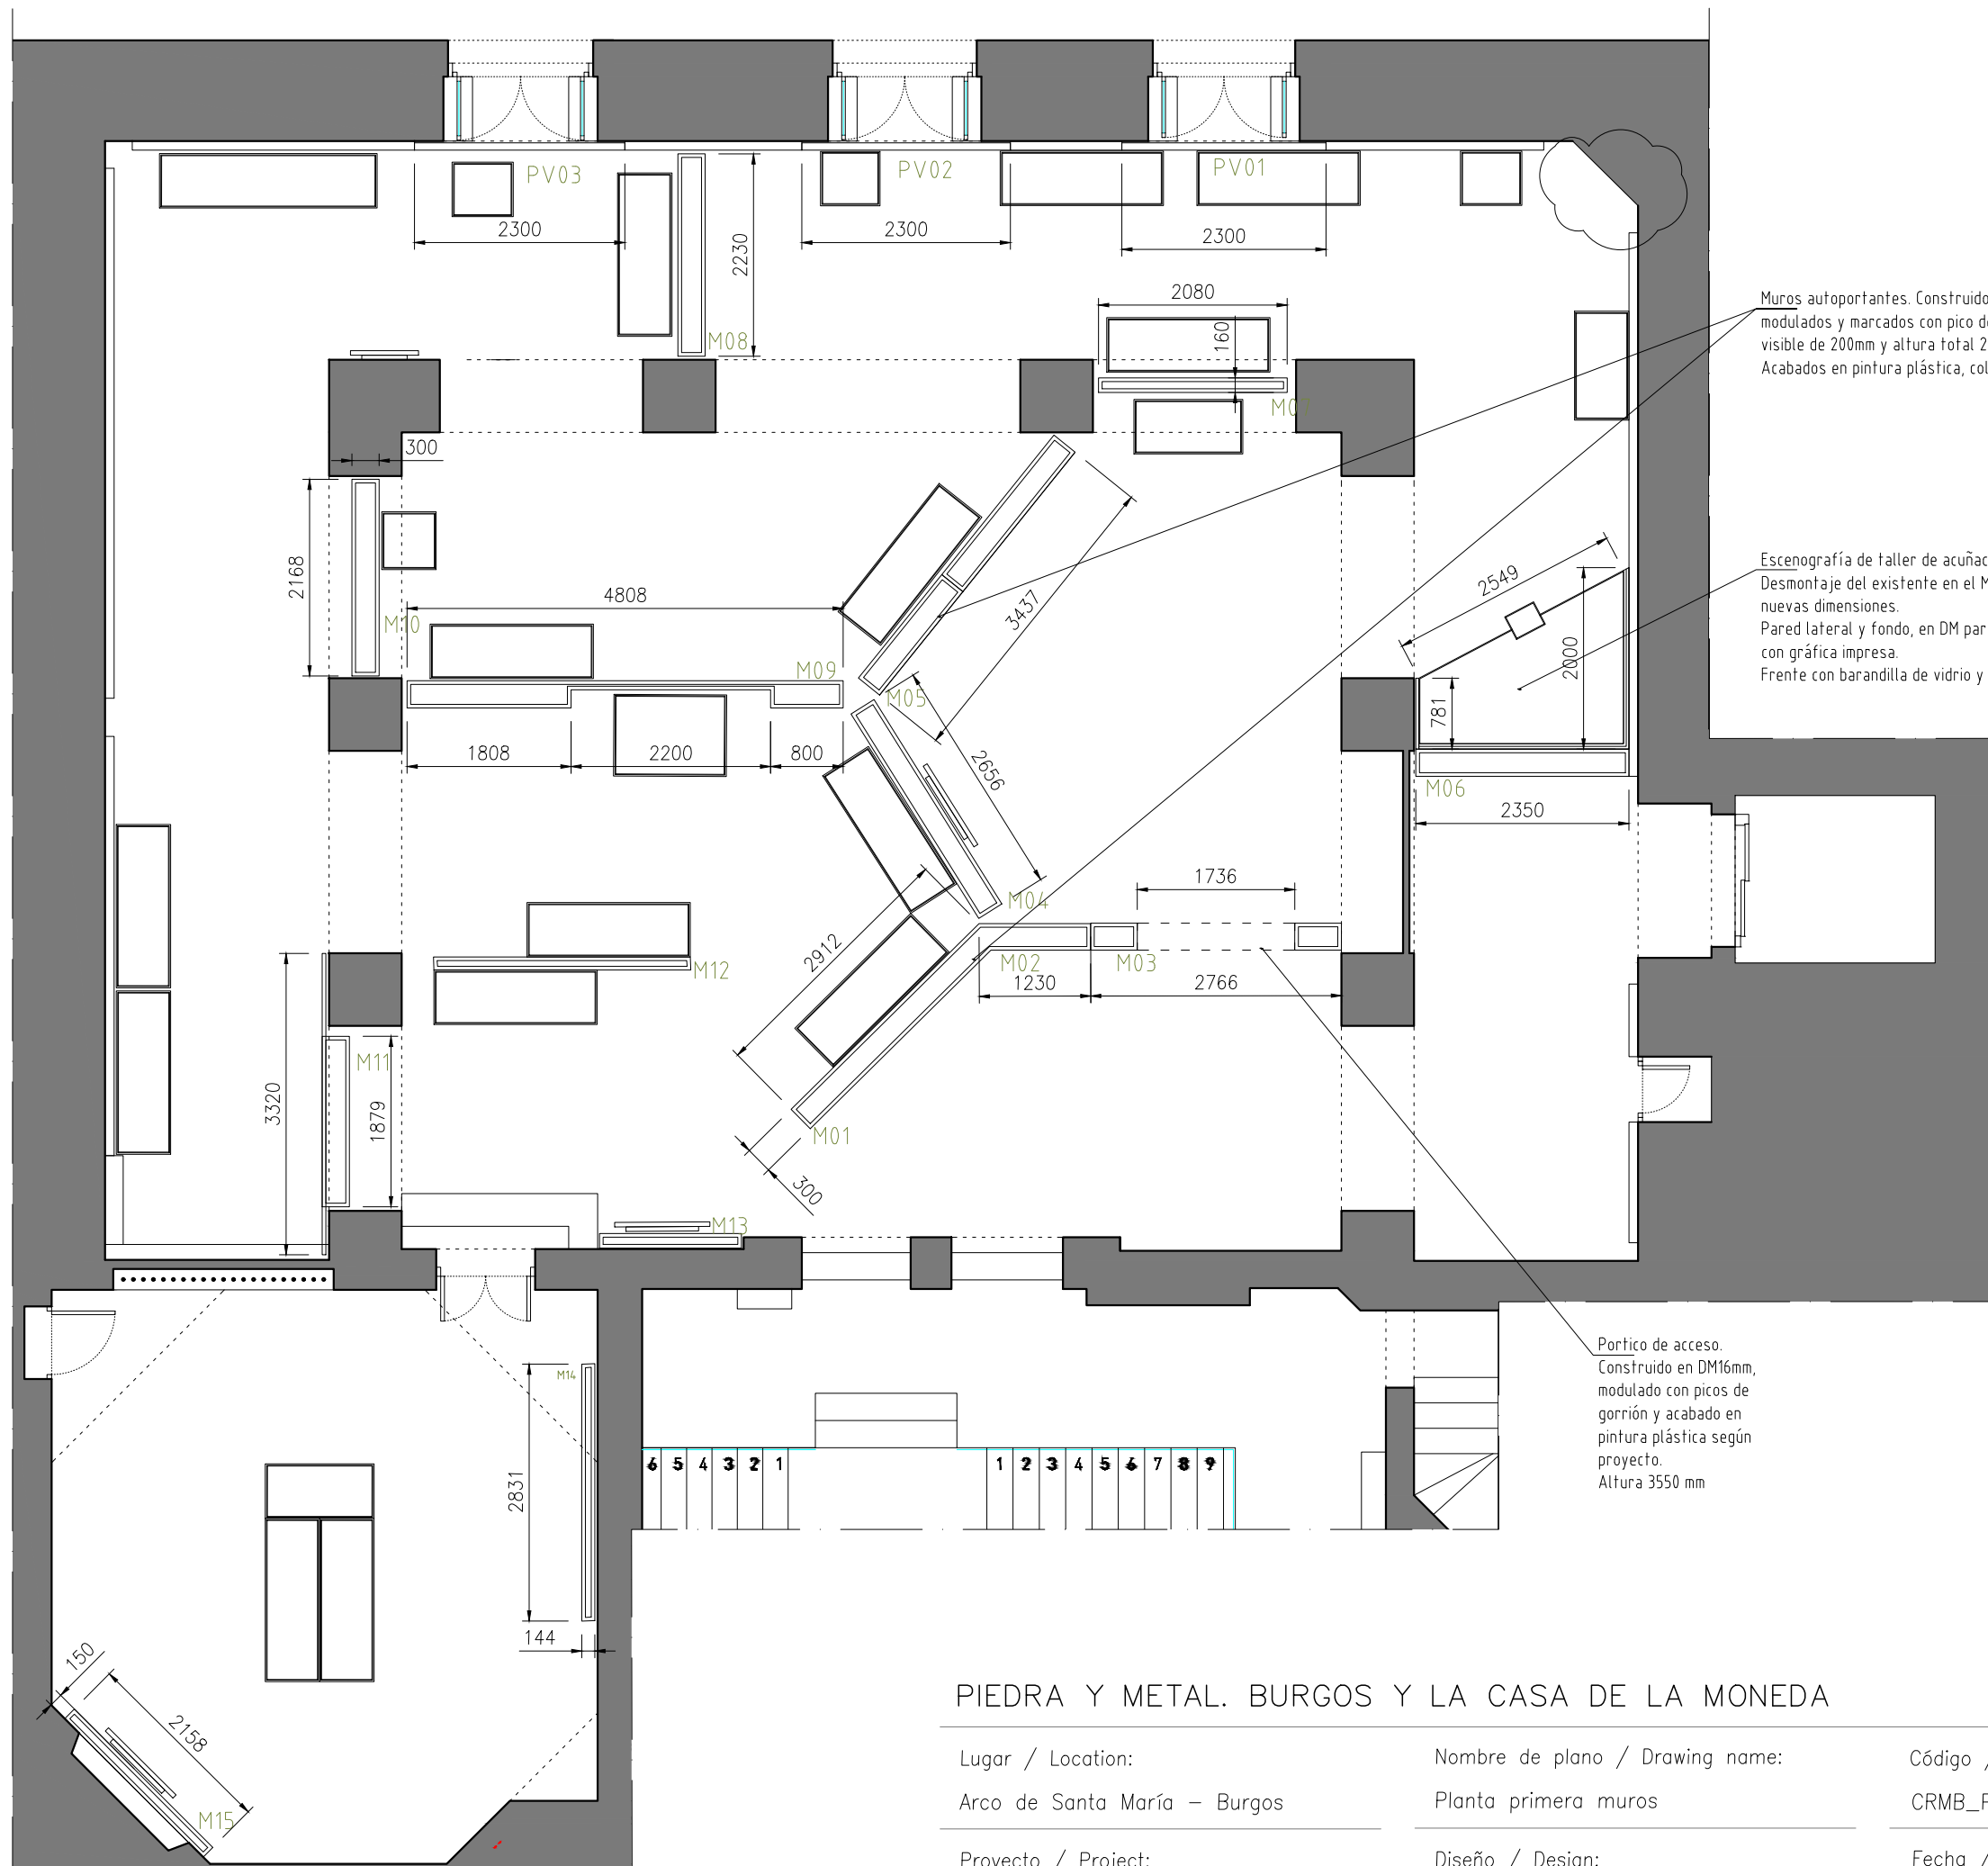 PV03
PV02
PV01
2300
2300
2300
2230
2080
160
M08
300
2168
M10
4808
M09
3437
M05
2549
2000
781
M06
2350
1808
2200
800
2656
M04
1736
2912
M02
M03
1230
2766
M12
M11
3320
1879
M01
300
M13
Muros autoportantes. Construido
modulados y marcados con pico de
visible de 200mm y altura total 2
Acabados en pintura plástica, col
Escenografía de taller de acuñac
Desmontaje del existente en el M
nuevas dimensiones.
Pared lateral y fondo, en DM par
con gráfica impresa.
Frente con barandilla de vidrio y
Portico de acceso.
Construido en DM16mm,
modulado con picos de
gorrión y acabado en
pintura plástica según
proyecto.
Altura 3550 mm
M14
2831
144
6 5 4 3 2 1
1 2 3 4 5 6 7 8 9
150
2158
M15
PIEDRA Y METAL. BURGOS Y LA CASA DE LA MONEDA
Lugar / Location:
Arco de Santa María – Burgos
Nombre de plano / Drawing name:
Planta primera muros
Código /
CRMB_P
Proyecto / Project:
Diseño / Design:
Fecha /